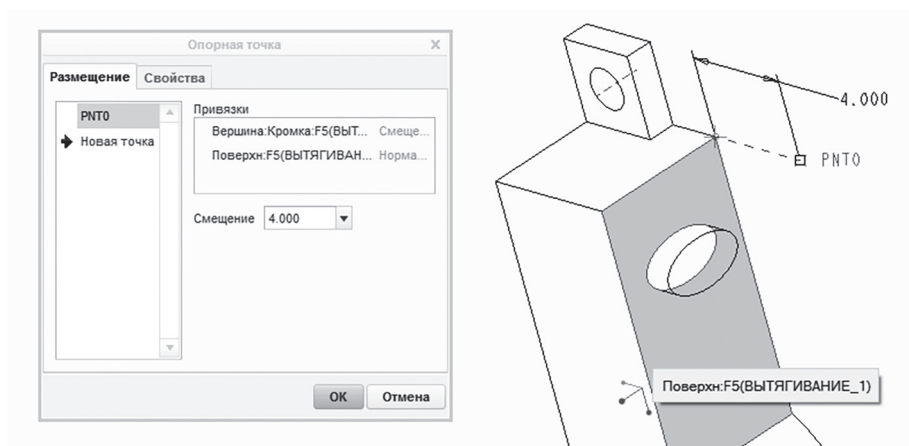 Опорная точка
Размещение Свойства
PNT0
Новая точка
Привязки
Вершина:Кромка:F5(ВЫТ... Смеще...
Поверхн:F5(ВЫТЯГИВАН... Норма...
Смещение 4.000
OK Отмена
4.000
PNT0
Поверхн:F5(ВЫТЯГИВАНИЕ_1)